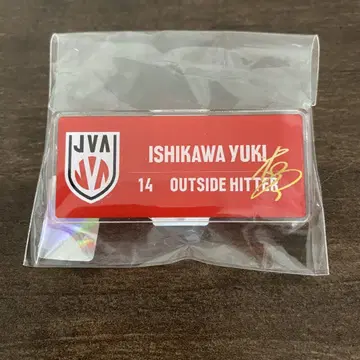 JVA
ISHIKAWA YUKI
14 OUTSIDE HITTER